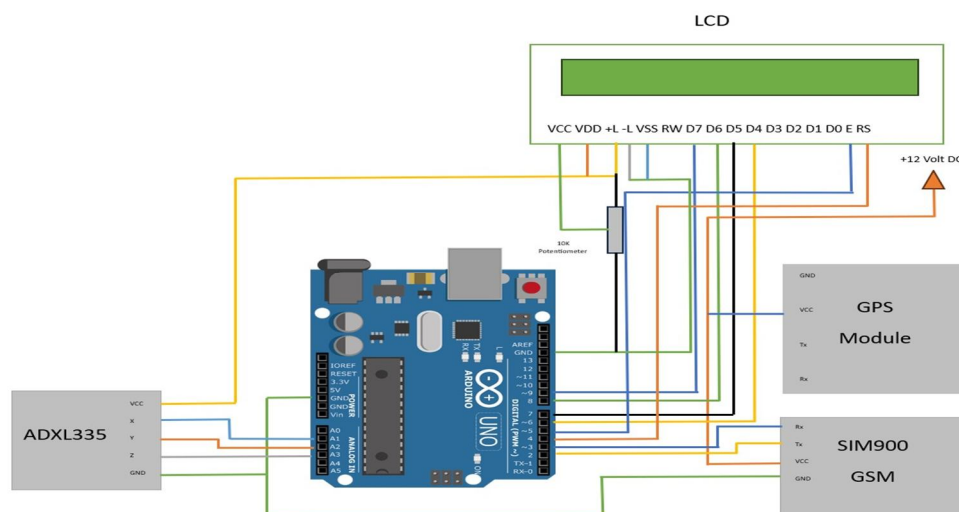 LCD
VCC VDD +L -L VSS RW D7 D6 D5 D4 D3 D2 D1 D0 E RS
+12 Volt DC
10K
Potentiometer
GND
VCC
Tx
Rx
GPS
Module
AREF
GND
13
12
~11
~10
~9
8
7
~6
~5
4
~3
2
TX-1
RX-0
DIGITAL (PWM ~)
RX
TX
L
ARDUINO
UNO
ON
IOREF
RESET
3.3V
5V
GND
GND
Vin
POWER
A0
A1
A2
A3
A4
A5
ANALOG IN
ADXL335
VCC
X
Y
Z
GND
Rx
Tx
VCC
GND
SIM900
GSM